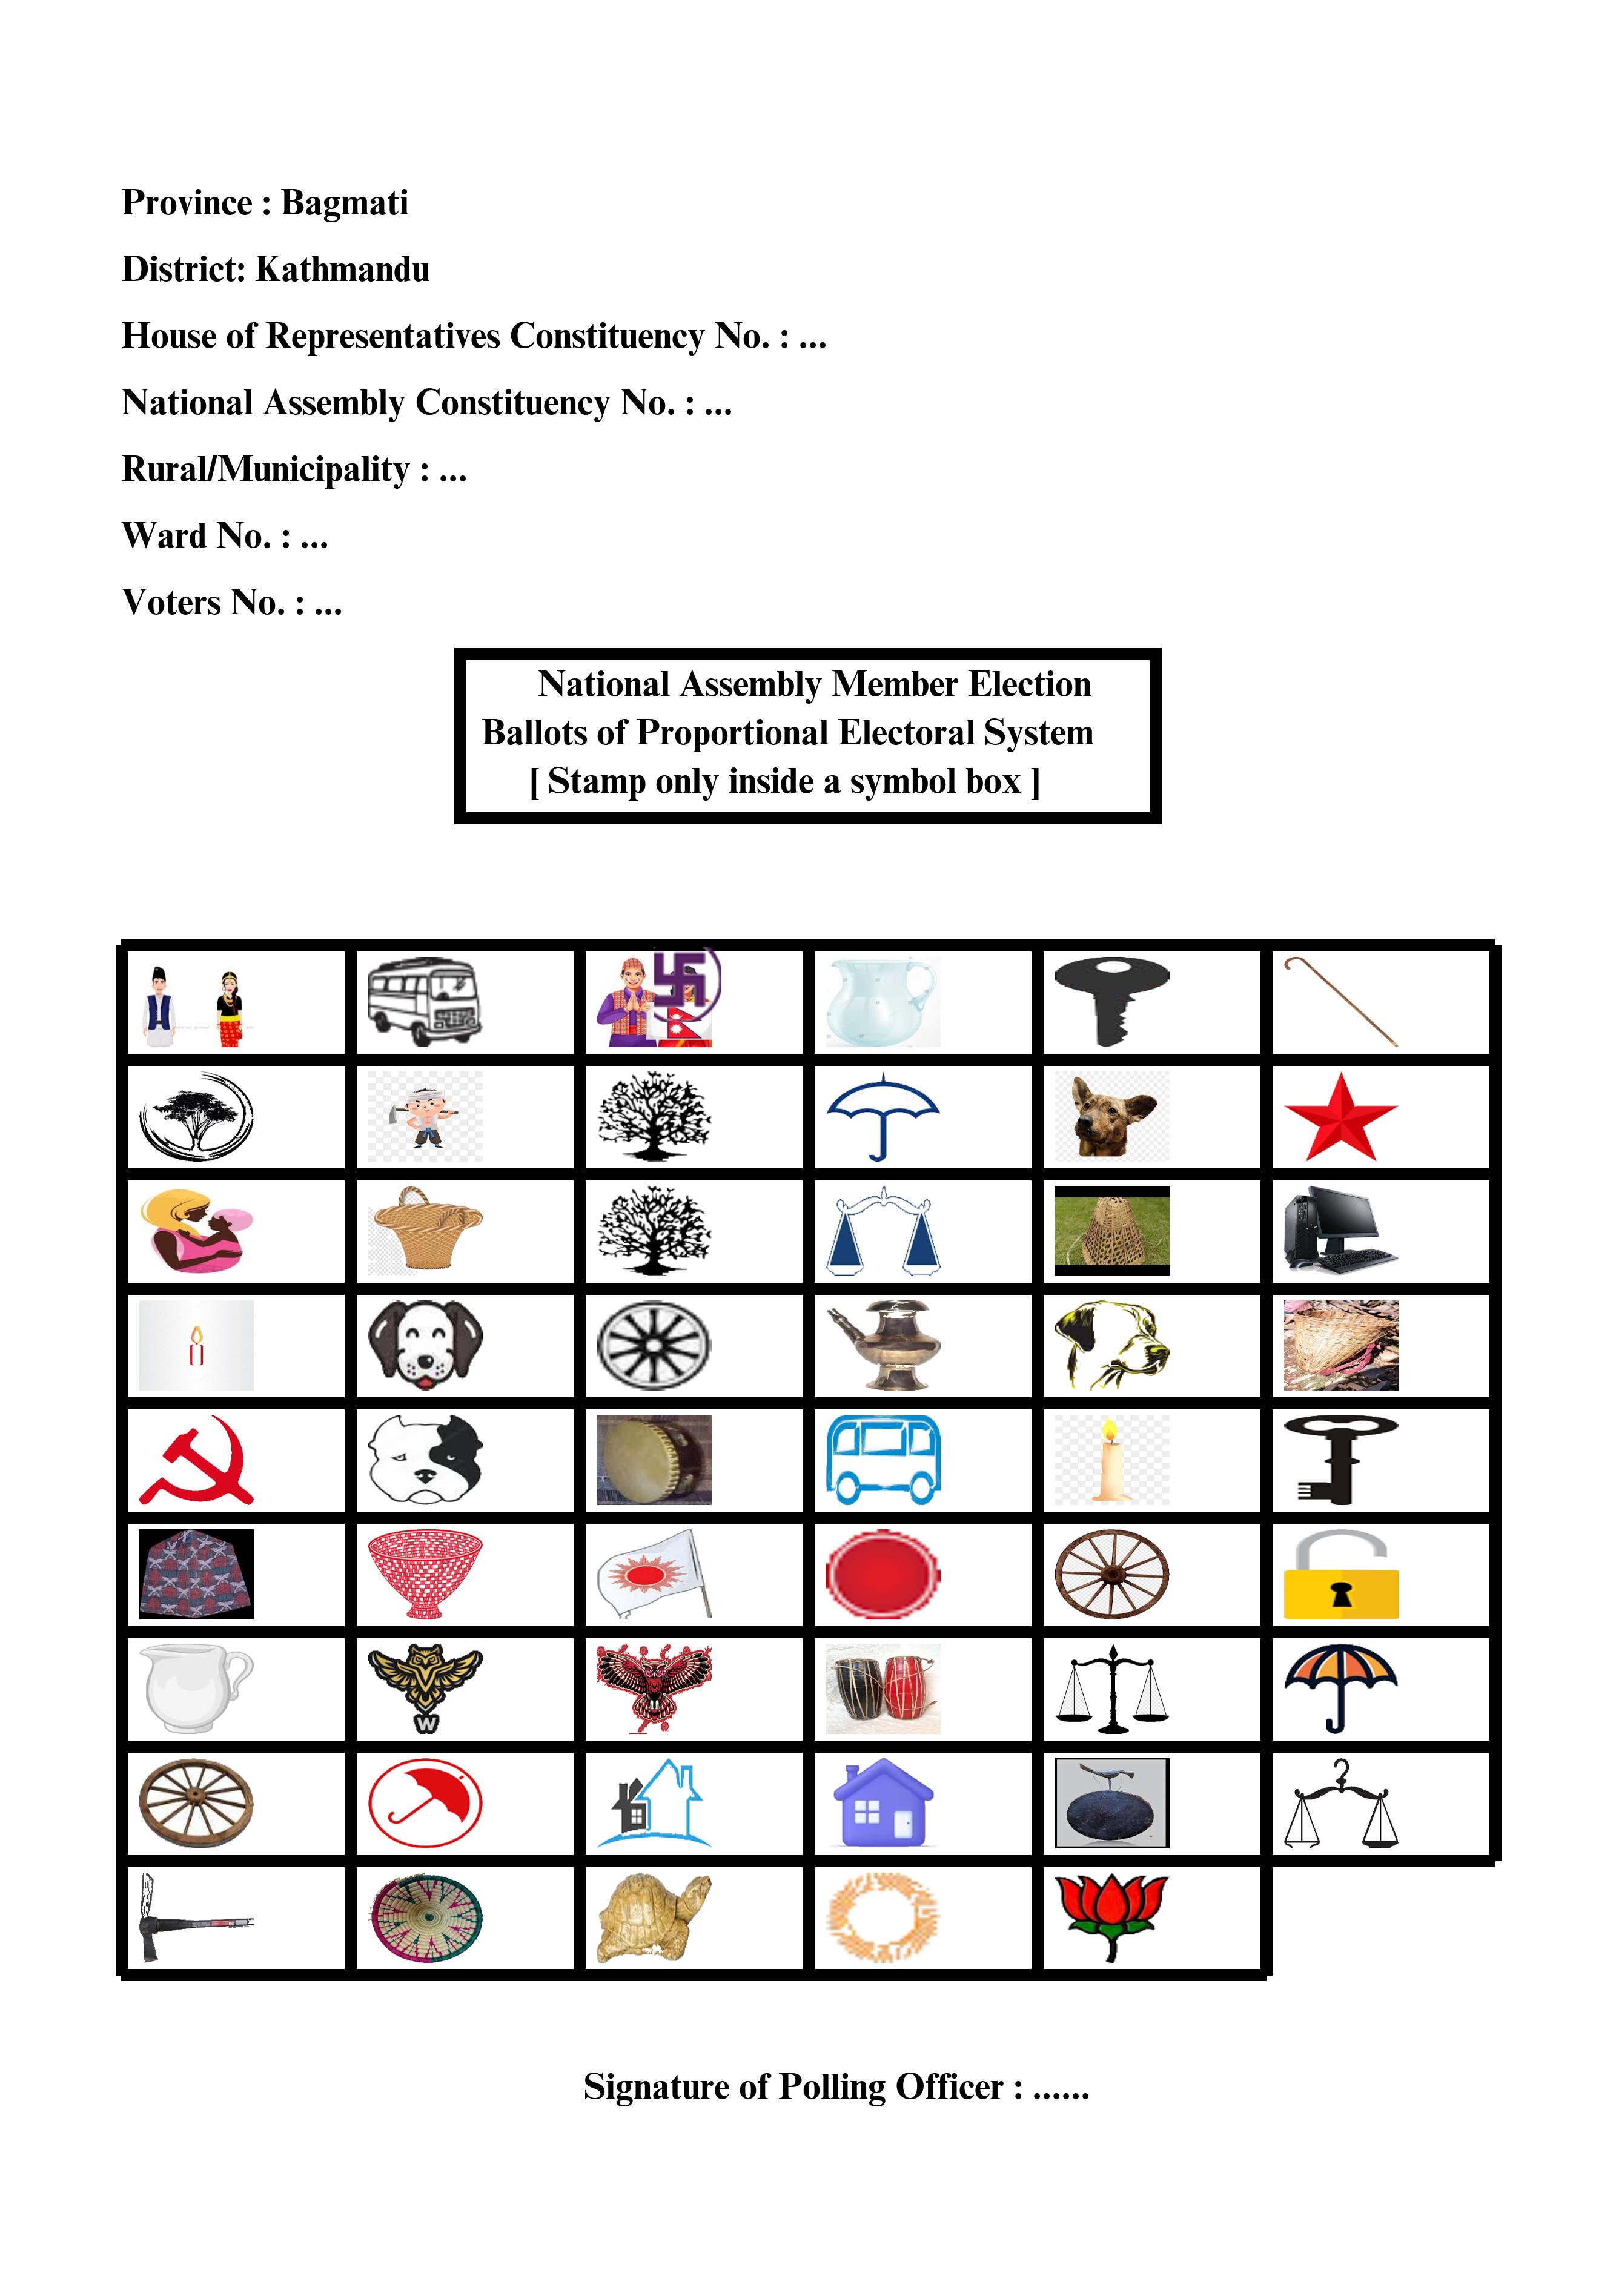 Province : Bagmati
District: Kathmandu
House of Representatives Constituency No. : ...
National Assembly Constituency No. : ...
Rural/Municipality : ...
Ward No. : ...
Voters No. : ...
National Assembly Member Election
Ballots of Proportional Electoral System
[ Stamp only inside a symbol box ]
W
Signature of Polling Officer : ......